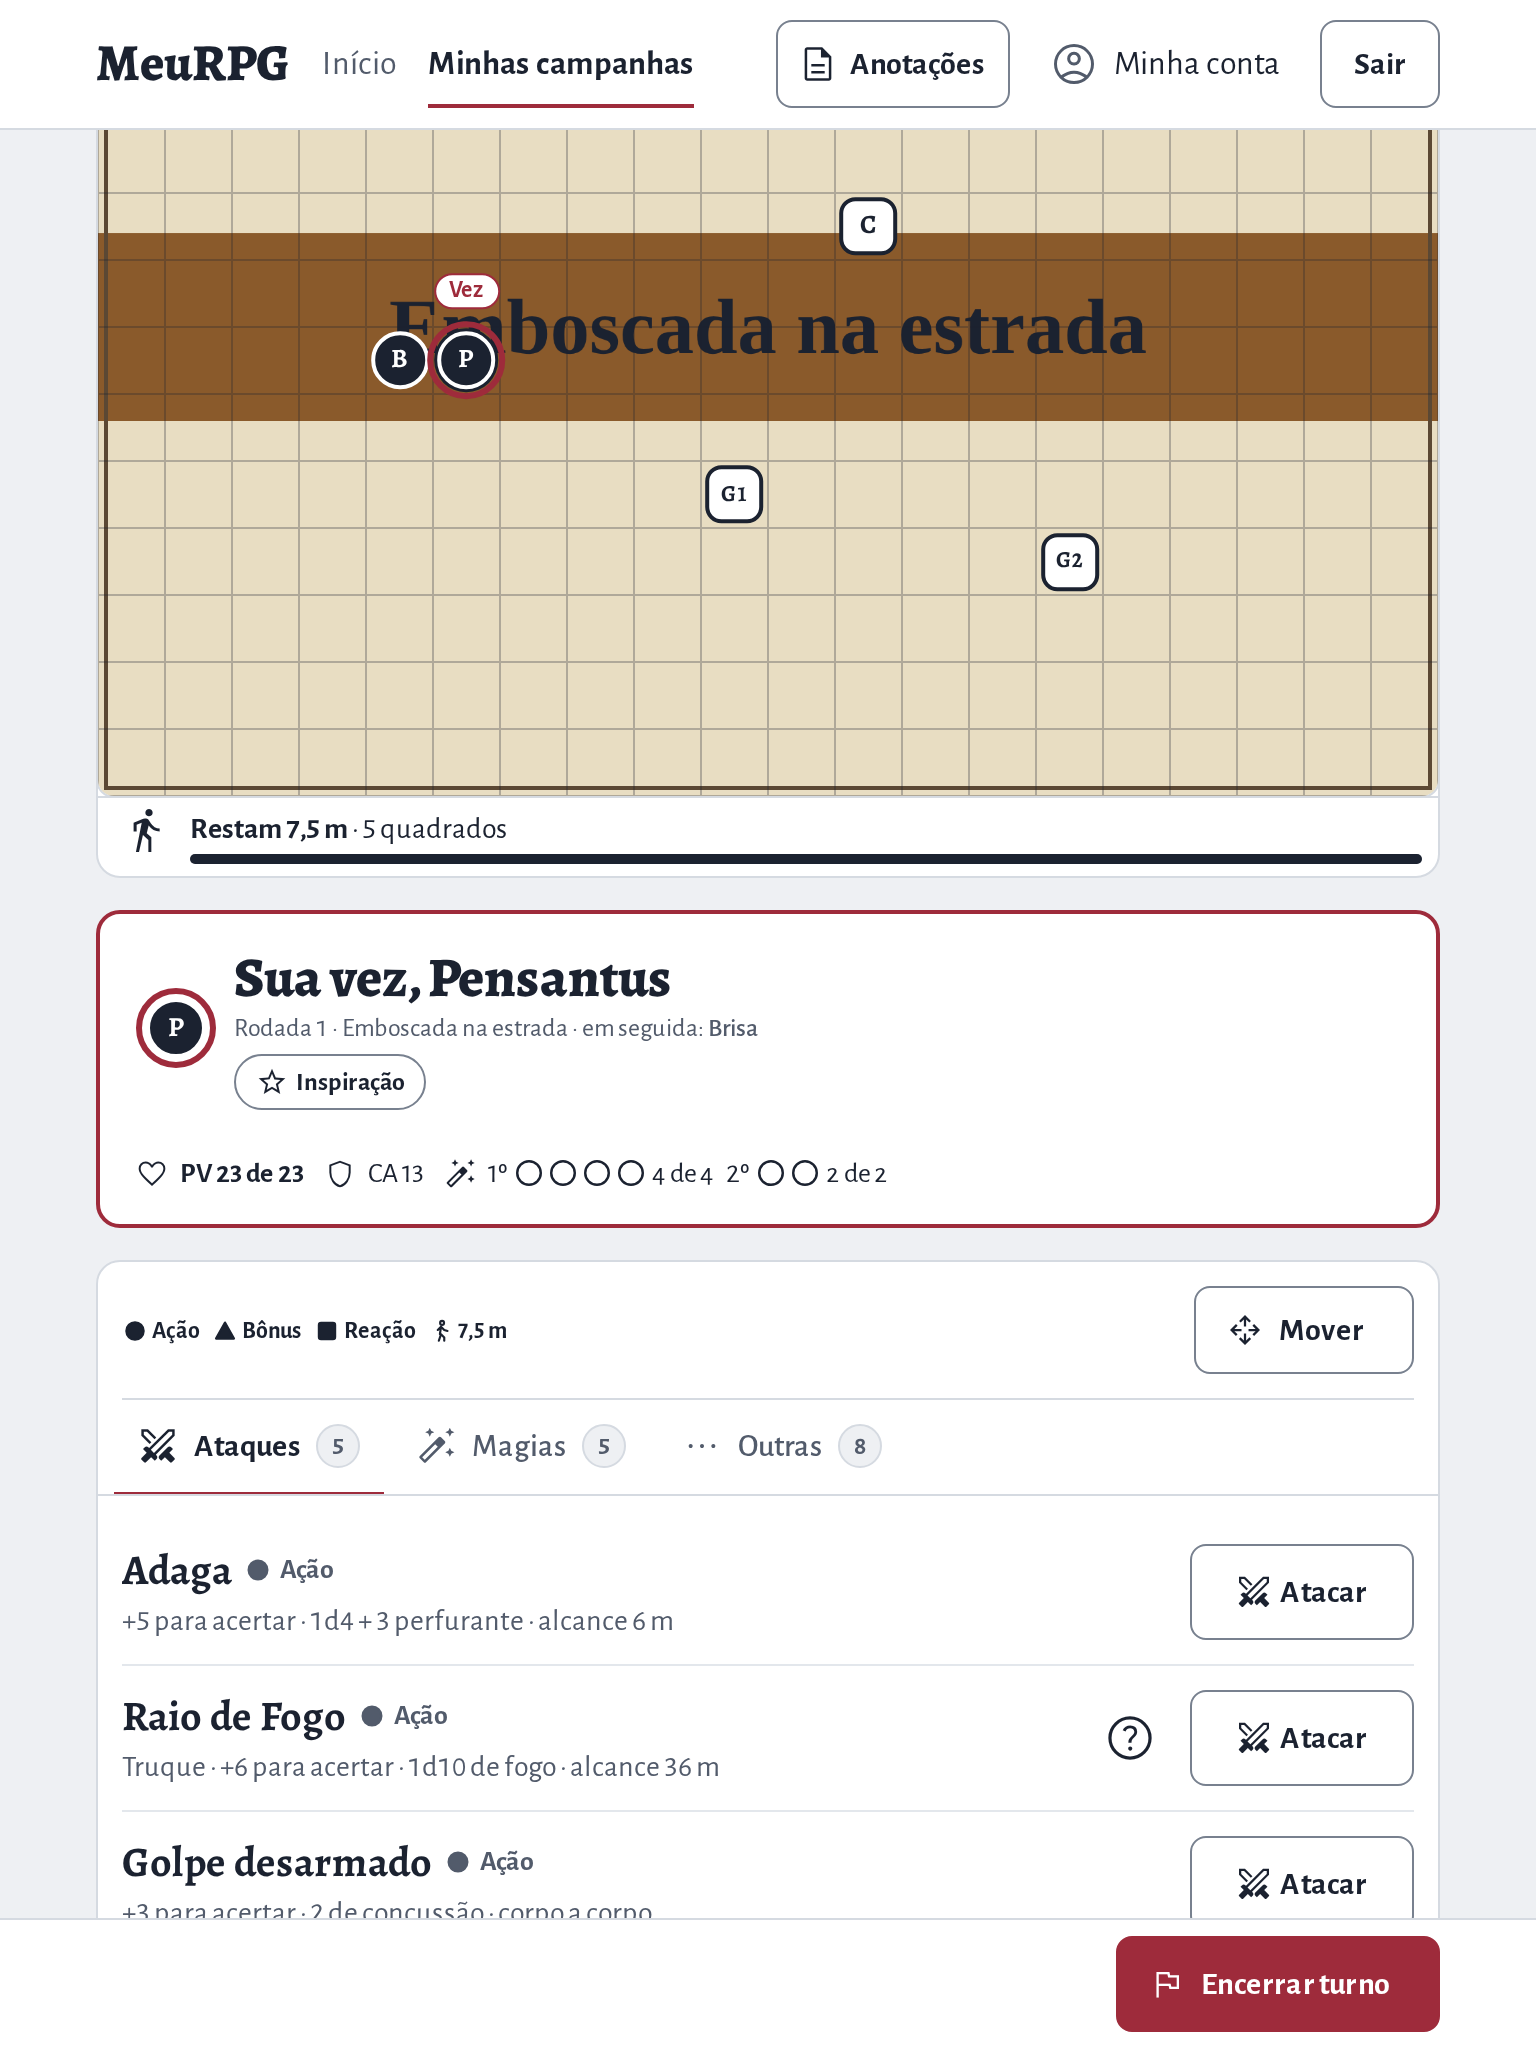 MeuRPG Início Minhas campanhas Anotações Minha conta Sair
C
Vez
Emboscada na estrada
B P
G1
G2
Restam 7,5 m · 5 quadrados
Sua vez, Pensantus
P
Rodada 1 · Emboscada na estrada · em seguida: Brisa
Inspiração
PV 23 de 23 CA 13 1º 4 de 4 2º 2 de 2
Ação Bônus Reação 7,5 m Mover
Ataques 5 Magias 5 Outras 8
Adaga Ação
+5 para acertar · 1d4 + 3 perfurante · alcance 6 m
Atacar
Raio de Fogo Ação
Truque · +6 para acertar · 1d10 de fogo · alcance 36 m
? Atacar
Golpe desarmado Ação
+3 para acertar · 2 de concussão · corpo a corpo
Atacar
Encerrar turno